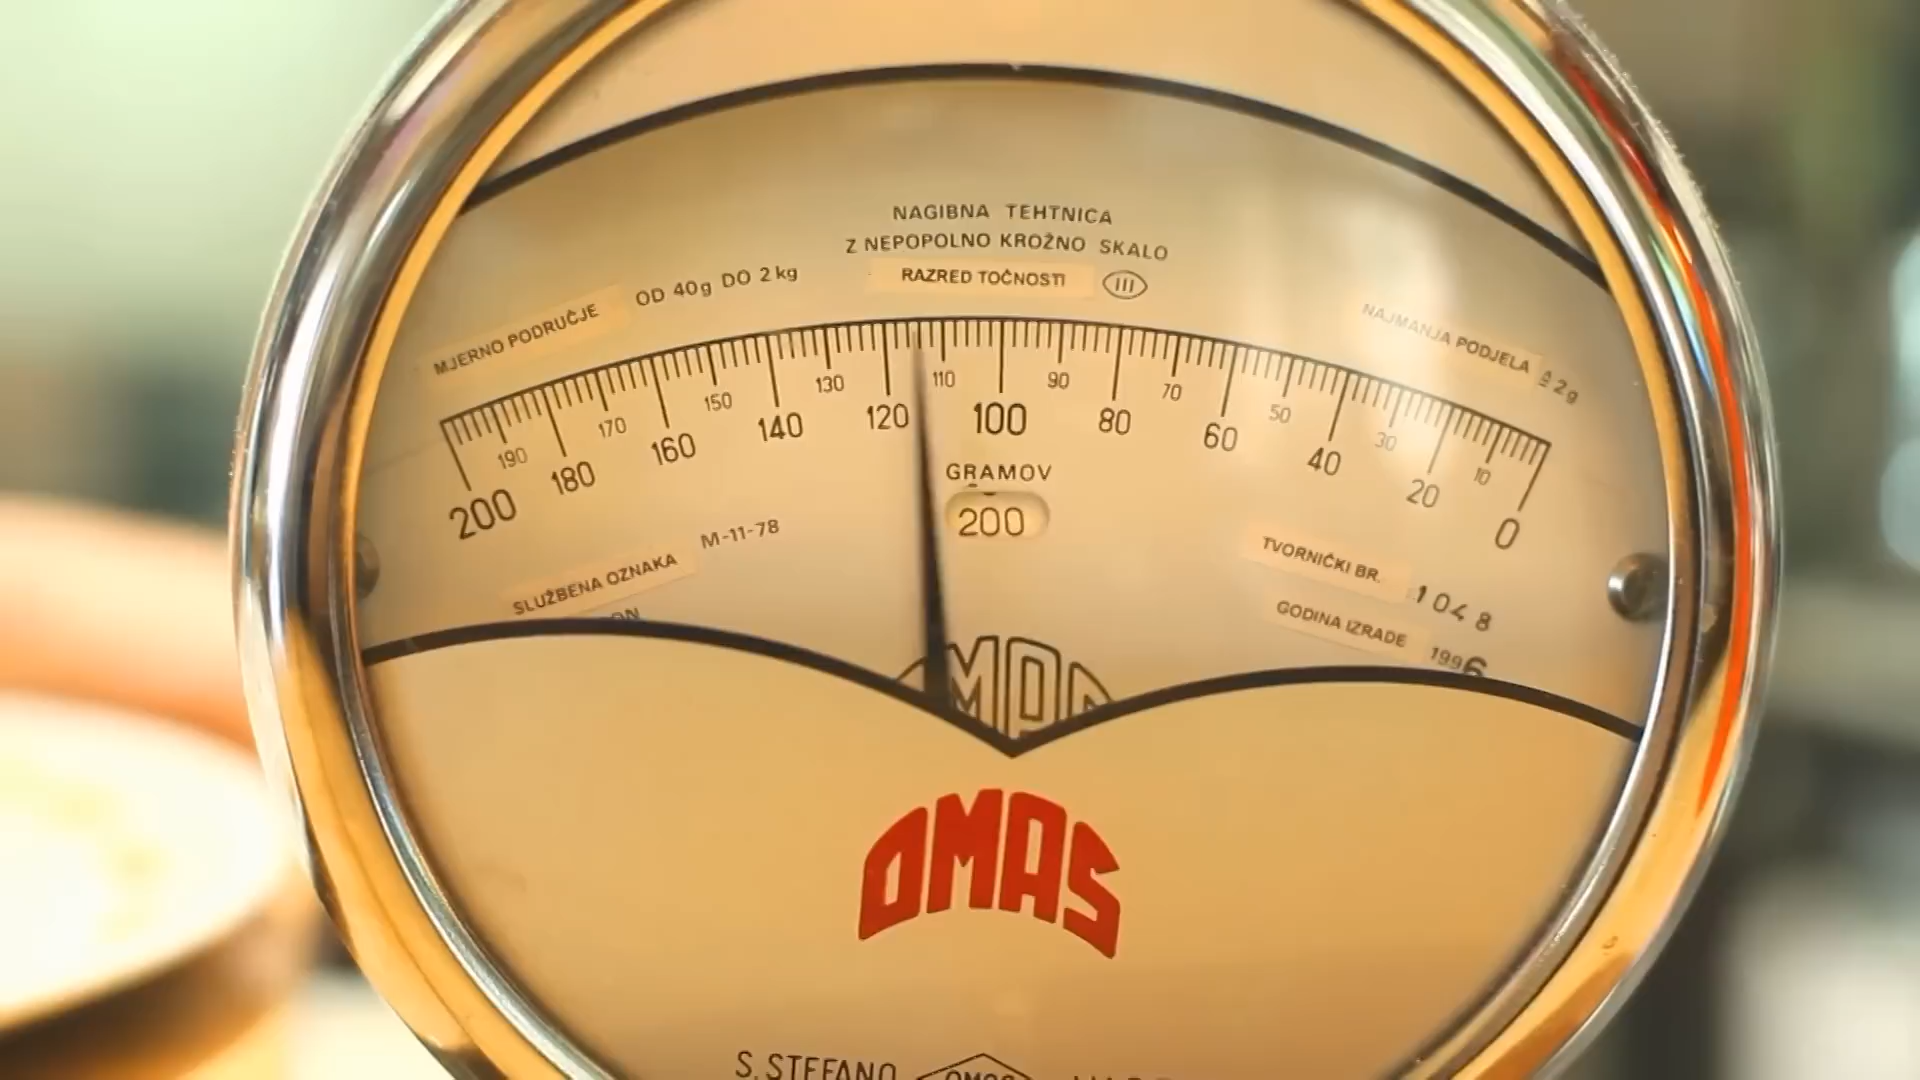 NAGIBNA TEHTNICA
Z NEPOPOLNO KROŽNO SKALO
RAZRED TOČNOSTI III
MJERNO PODRUČJE OD 40g DO 2 kg
NAJMANJA PODJELA 2g
200 190 180 170 160 150 140 130 120 110 100 90 80 70 60 50 40 30 20 10 0
GRAMOV
200
SLUŽBENA OZNAKA M-11-78
TVORNIČKI BR. 1048
GODINA IZRADE 1996
OMAS
S. STEFANO OMAS